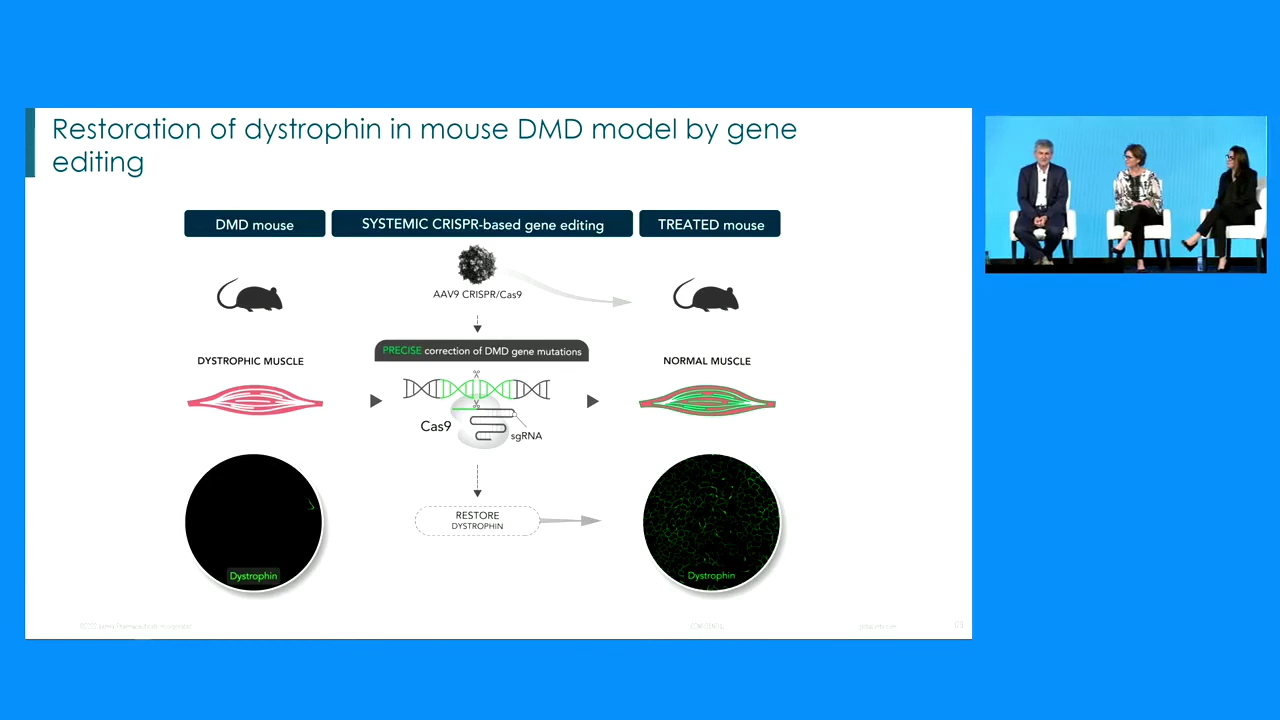 Restoration of dystrophin in mouse DMD model by gene
editing
DMD mouse
SYSTEMIC CRISPR-based gene editing
TREATED mouse
AAV9 CRISPR/Cas9
PRECISE correction of DMD gene mutations
DYSTROPHIC MUSCLE
NORMAL MUSCLE
Cas9
sgRNA
RESTORE
DYSTROPHIN
Dystrophin
Dystrophin
CONFIDENTIAL